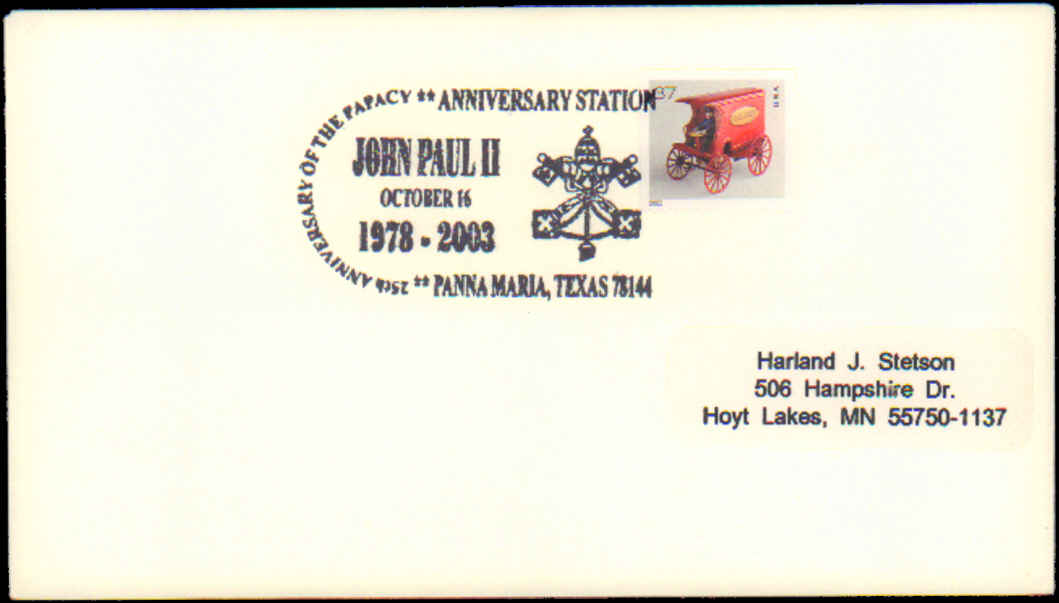 25th ANNIVERSARY OF THE PAPACY ** ANNIVERSARY STATION
JOHN PAUL II
OCTOBER 16
1978 - 2003
** PANNA MARIA, TEXAS 78144
37
USA
2002
Harland J. Stetson
506 Hampshire Dr.
Hoyt Lakes, MN 55750-1137